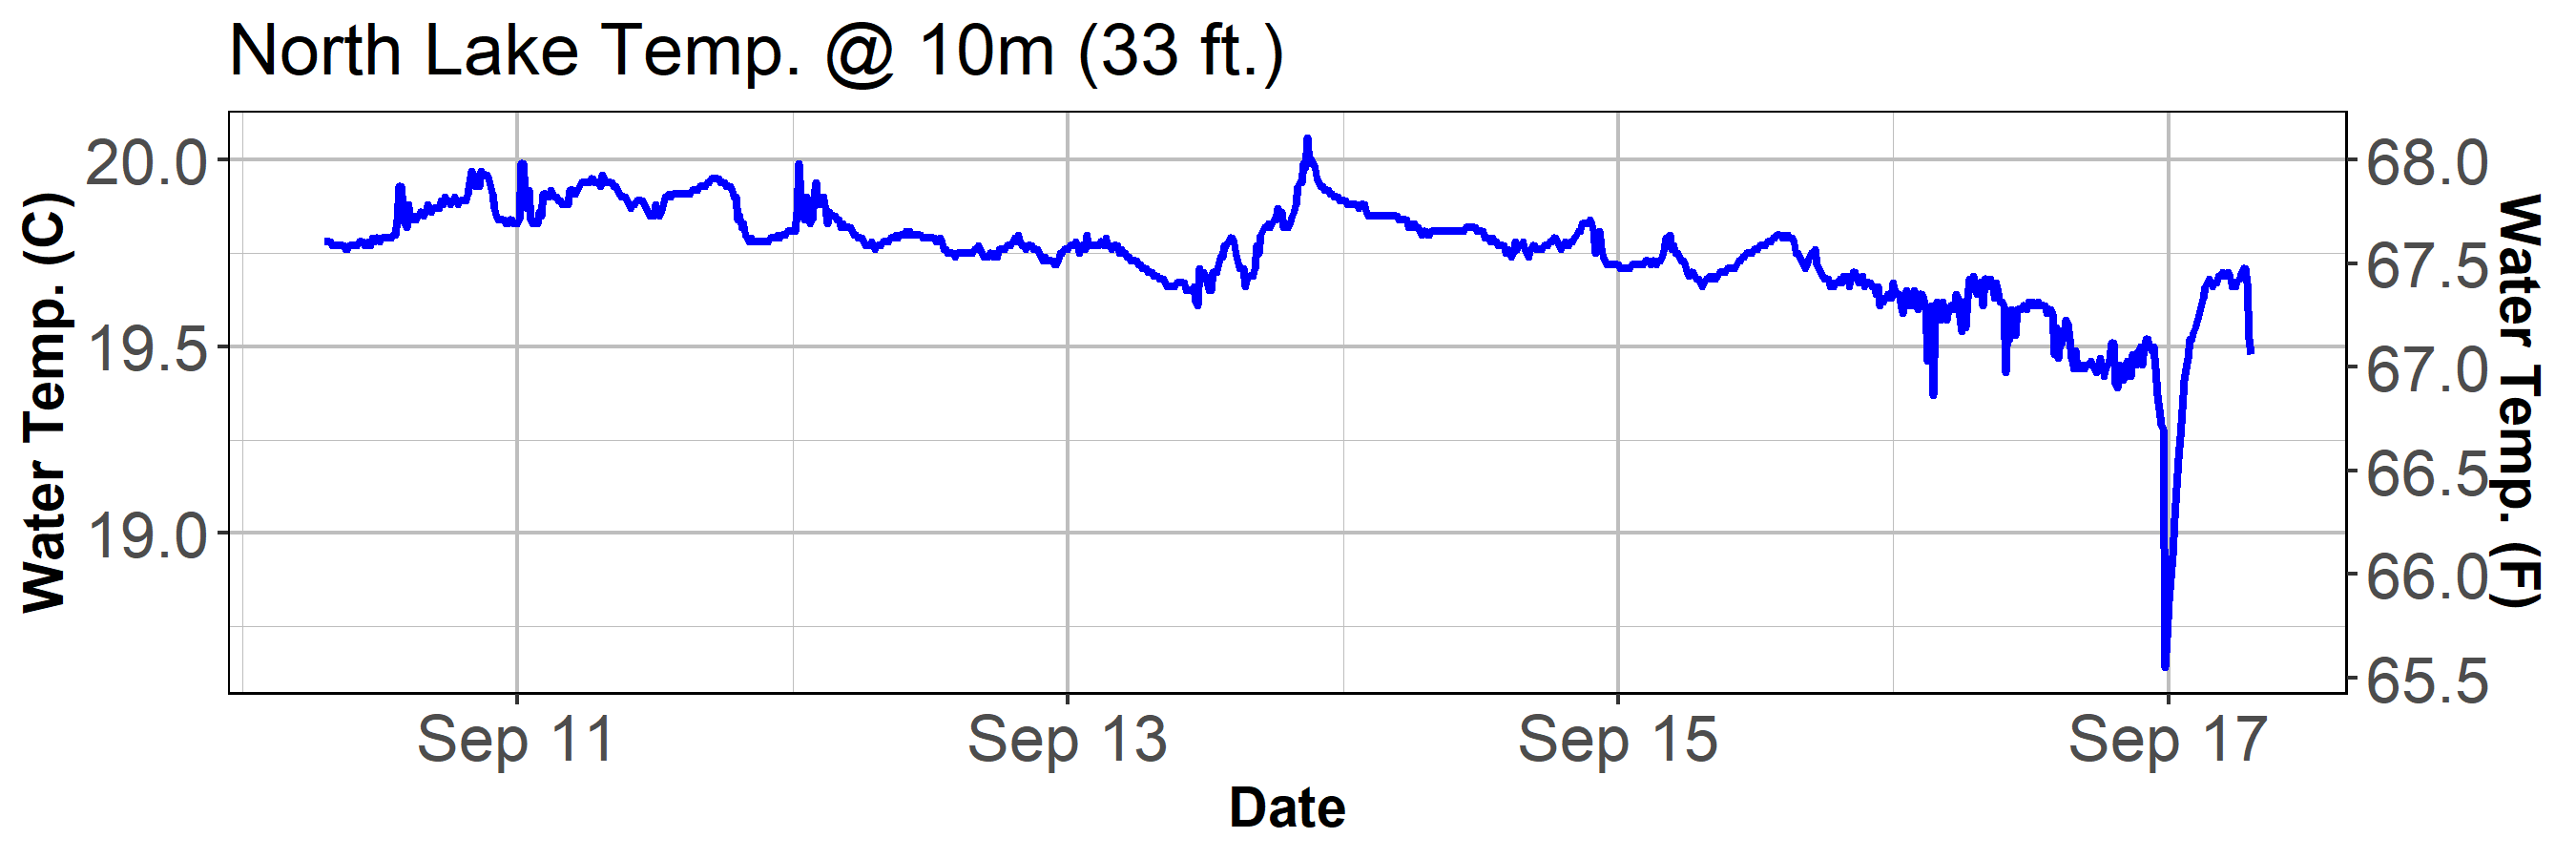 North Lake Temp. @ 10m (33 ft.)
Water Temp. (C)
20.0
19.5
19.0
68.0
67.5
67.0
66.5
66.0
65.5
Water Temp. (F)
Sep 11
Sep 13
Sep 15
Sep 17
Date